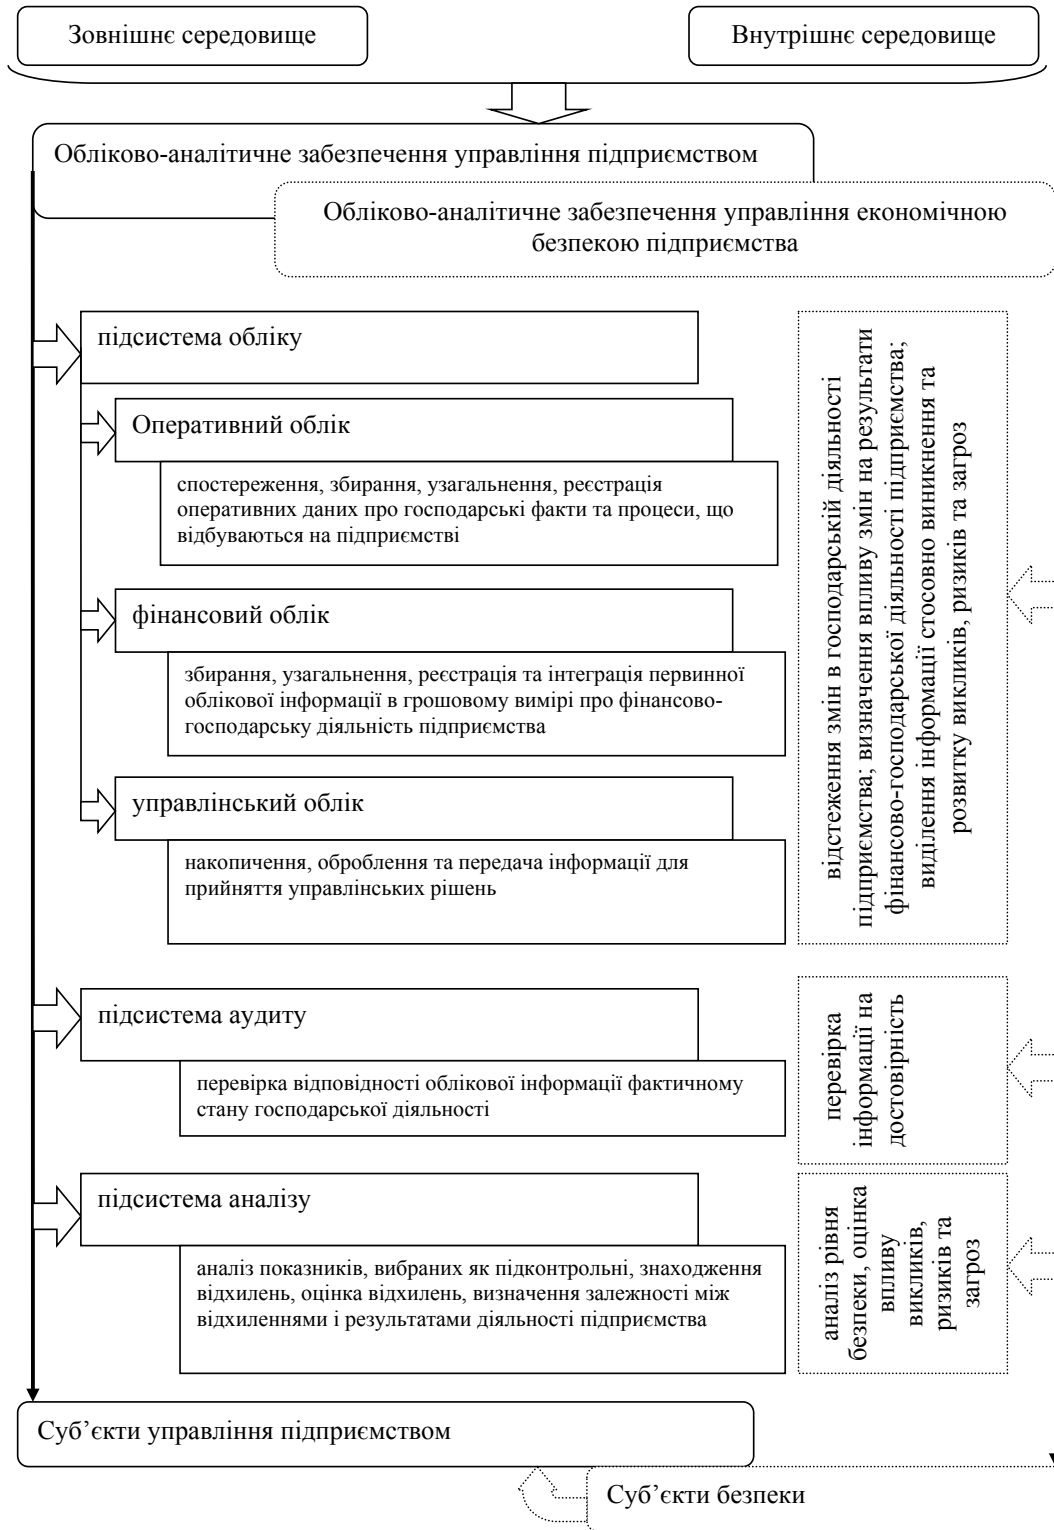 Зовнішнє середовище
Внутрішнє середовище
Обліково-аналітичне забезпечення управління підприємством
Обліково-аналітичне забезпечення управління економічною
безпекою підприємства
підсистема обліку
Оперативний облік
спостереження, збирання, узагальнення, реєстрація
оперативних даних про господарські факти та процеси, що
відбуваються на підприємстві
фінансовий облік
збирання, узагальнення, реєстрація та інтеграція первинної
облікової інформації в грошовому вимірі про фінансово-
господарську діяльність підприємства
управлінський облік
накопичення, оброблення та передача інформації для
прийняття управлінських рішень
відстеження змін в господарській діяльності
підприємства; визначення впливу змін на результати
фінансово-господарської діяльності підприємства;
виділення інформації стосовно виникнення та
розвитку викликів, ризиків та загроз
підсистема аудиту
перевірка відповідності облікової інформації фактичному
стану господарської діяльності
перевірка
інформації на
достовірність
підсистема аналізу
аналіз показників, вибраних як підконтрольні, знаходження
відхилень, оцінка відхилень, визначення залежності між
відхиленнями і результатами діяльності підприємства
аналіз рівня
безпеки, оцінка
впливу
викликів,
ризиків та
загроз
Суб’єкти управління підприємством
Суб’єкти безпеки